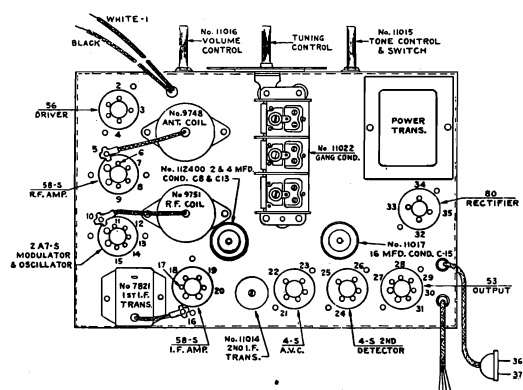 WHITE-1
BLACK
No. 11016
VOLUME
CONTROL
TUNING
CONTROL
No. 11015
TONE CONTROL
& SWITCH
56
DRIVER
2
3
4
No. 9748
ANT. COIL
POWER
TRANS.
5
6
7
8
9
58-S
R.F. AMP.
No. 11Z400 2 & 4 MFD.
COND. C8 & C13
No. 11022
GANG COND.
No. 9751
R.F. COIL
34
33
35
32
80
RECTIFIER
10
11
12
13
14
15
2A7-S
MODULATOR
& OSCILLATOR
No. 11017
16 MFD. COND. C-15
No 7821
1ST I.F.
TRANS.
17
18
19
20
16
22
23
21
25
26
24
27
28
29
30
31
53
OUTPUT
58-S
I.F. AMP.
No. 11014
2ND I.F.
TRANS.
4-S
A.V.C.
4-S 2ND
DETECTOR
36
37